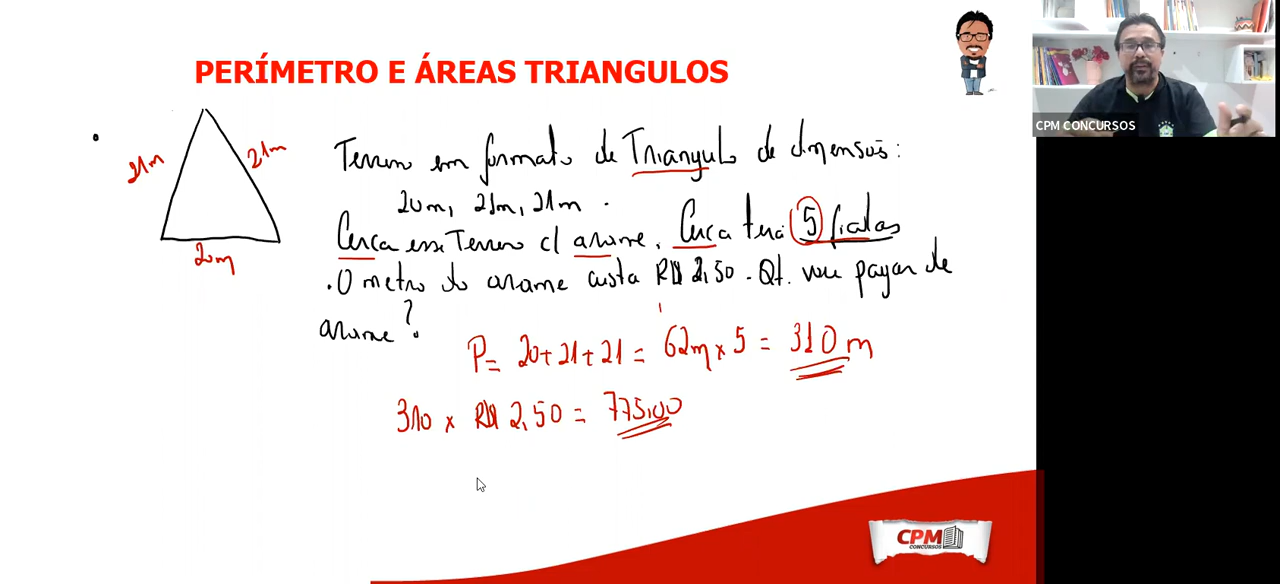 PERÍMETRO E ÁREAS TRIANGULOS
CPM CONCURSOS
21m
21m
20m
Terreno em formato de Triangulo de dimensões:
20m, 21m, 21m.
Cerca esse Terreno c/ arame. Cerca terá 5 fiadas
. O metro do arame custa R$ 2,50. Qt. vou pagar de
arame?
P= 20+21+21 = 62m x 5 = 310 m
310 x R$ 2,50 = 775,00
CPM
CONCURSOS